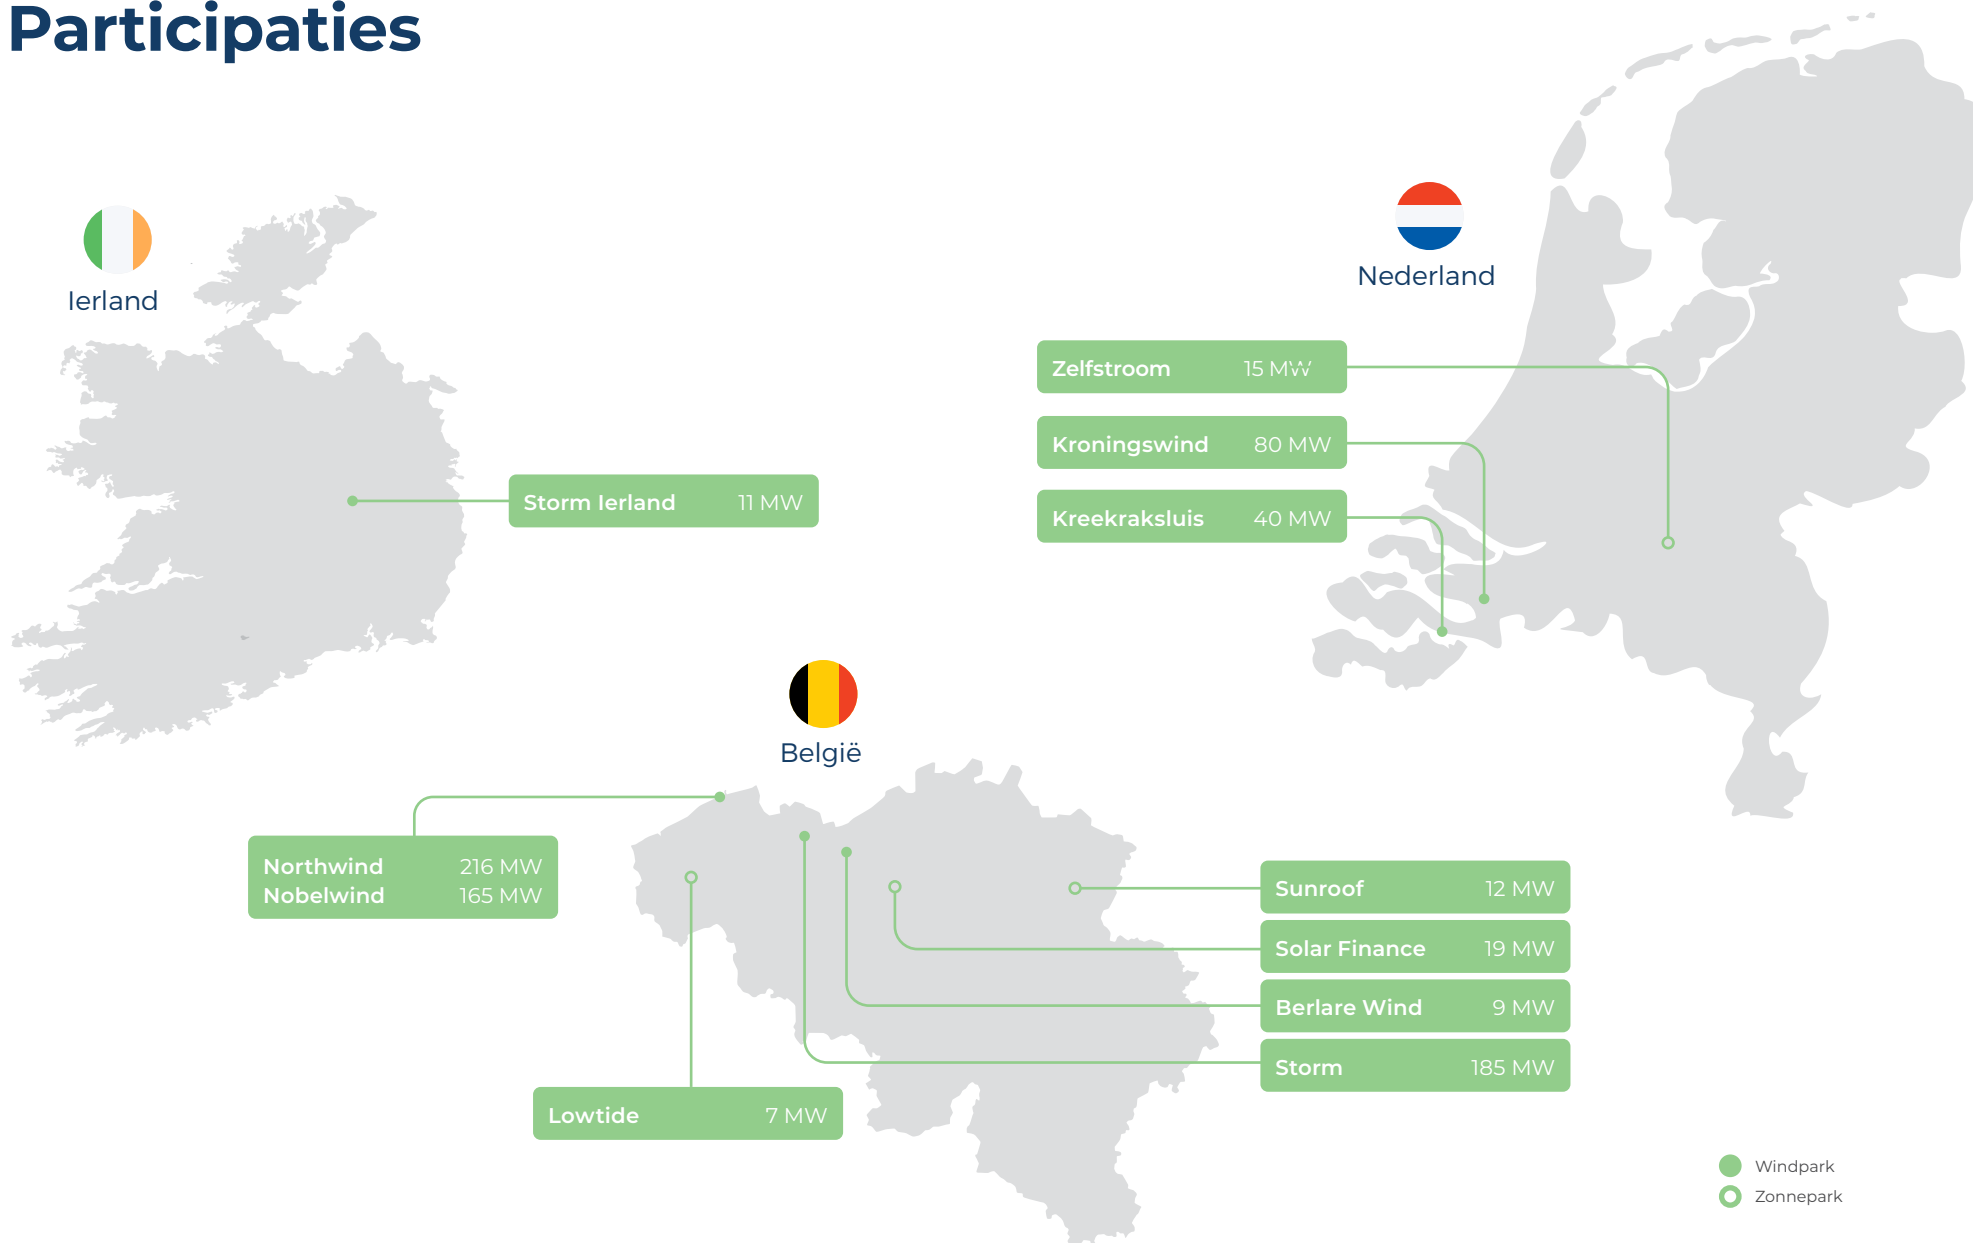 Participaties
Ierland
Storm Ierland 11 MW
Nederland
Zelfstroom 15 MW
Kroningswind 80 MW
Kreekraksluis 40 MW
België
Northwind 216 MW
Nobelwind 165 MW
Lowtide 7 MW
Sunroof 12 MW
Solar Finance 19 MW
Berlare Wind 9 MW
Storm 185 MW
Windpark
Zonnepark